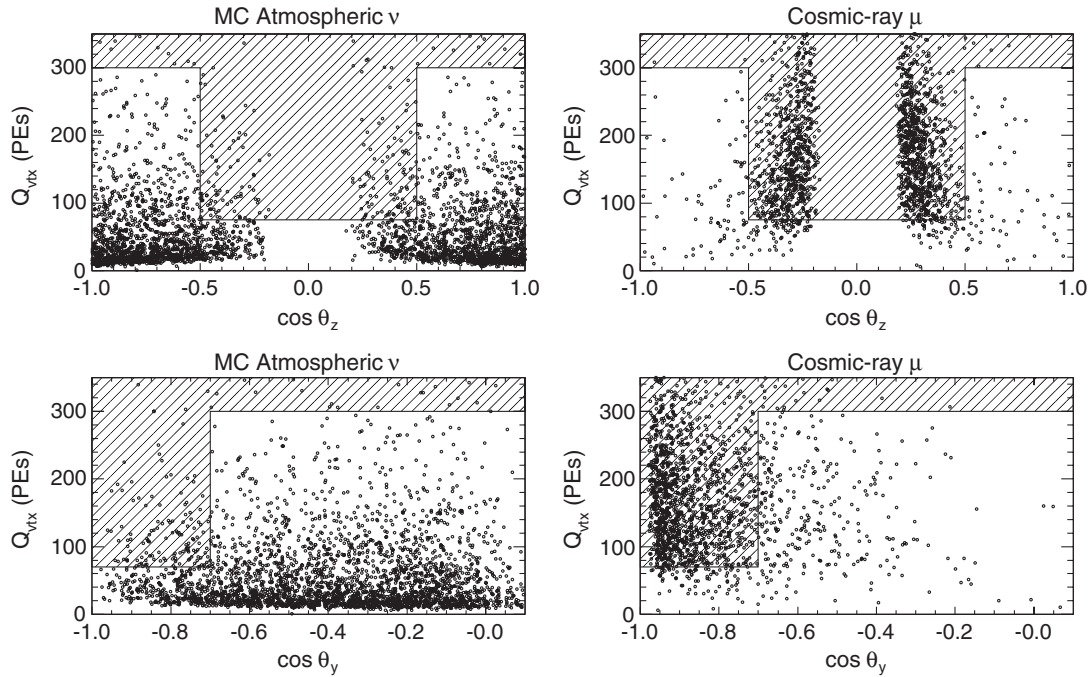 MC Atmospheric ν
Cosmic-ray μ
300
200
100
0
Q_vtx (PEs)
-1.0 -0.5 0.0 0.5 1.0
cos θ_z
300
200
100
0
Q_vtx (PEs)
-1.0 -0.5 0.0 0.5 1.0
cos θ_z
MC Atmospheric ν
Cosmic-ray μ
300
200
100
0
Q_vtx (PEs)
-1.0 -0.8 -0.6 -0.4 -0.2 -0.0
cos θ_y
300
200
100
0
Q_vtx (PEs)
-1.0 -0.8 -0.6 -0.4 -0.2 -0.0
cos θ_y